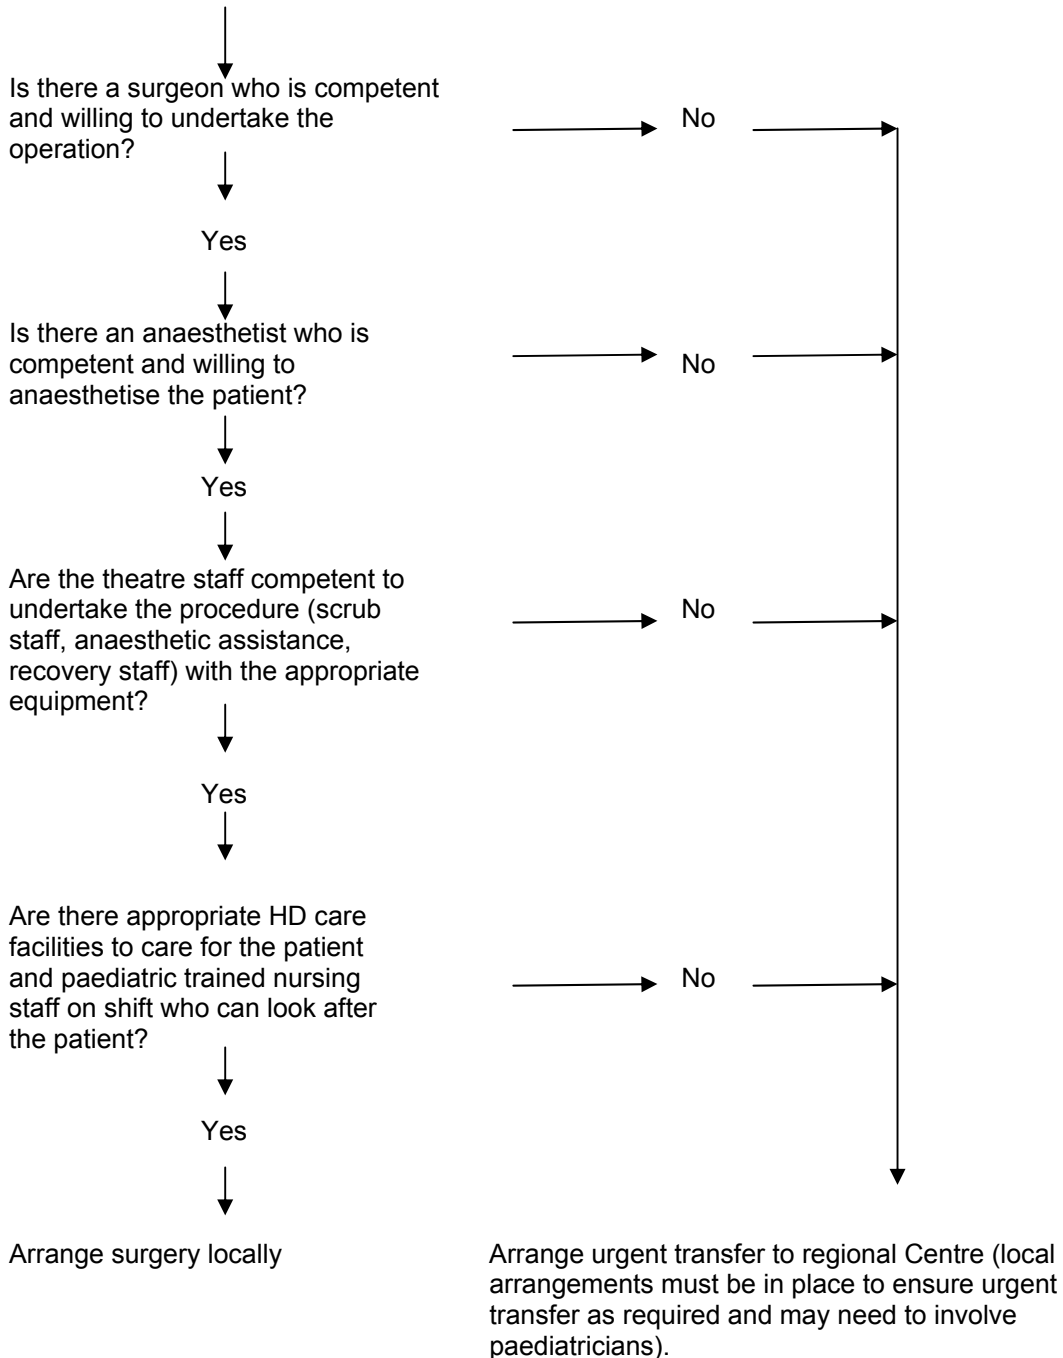 Is there a surgeon who is competent
and willing to undertake the
operation?
No
Yes
Is there an anaesthetist who is
competent and willing to
anaesthetise the patient?
No
Yes
Are the theatre staff competent to
undertake the procedure (scrub
staff, anaesthetic assistance,
recovery staff) with the appropriate
equipment?
No
Yes
Are there appropriate HD care
facilities to care for the patient
and paediatric trained nursing
staff on shift who can look after
the patient?
No
Yes
Arrange surgery locally
Arrange urgent transfer to regional Centre (local
arrangements must be in place to ensure urgent
transfer as required and may need to involve
paediatricians).